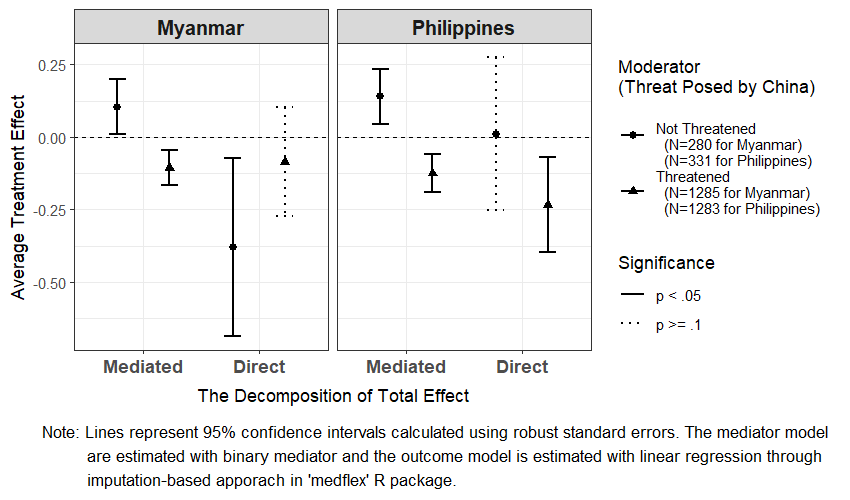 Myanmar
Philippines
0.25
0.00
-0.25
-0.50
Average Treatment Effect
Mediated
Direct
Mediated
Direct
The Decomposition of Total Effect
Moderator
(Threat Posed by China)
Not Threatened
(N=280 for Myanmar)
(N=331 for Philippines)
Threatened
(N=1285 for Myanmar)
(N=1283 for Philippines)
Significance
p < .05
p >= .1
Note: Lines represent 95% confidence intervals calculated using robust standard errors. The mediator model
are estimated with binary mediator and the outcome model is estimated with linear regression through
imputation-based apporach in 'medflex' R package.